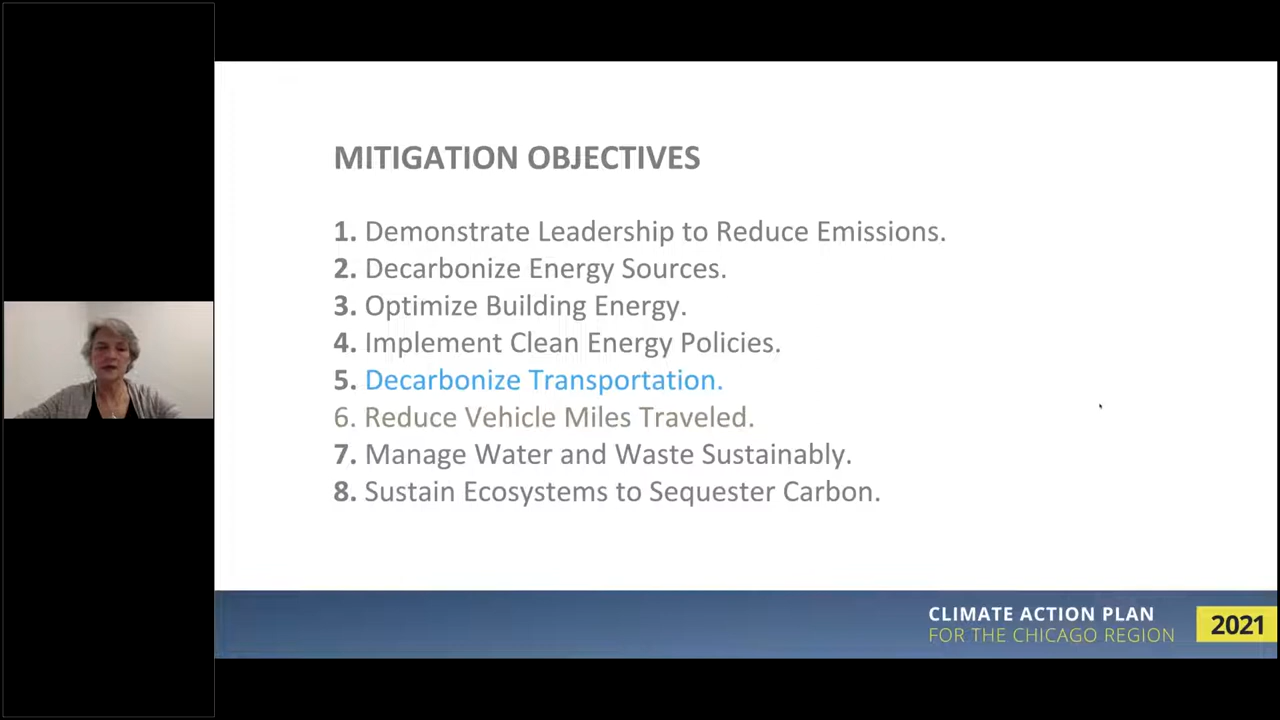 MITIGATION OBJECTIVES
1. Demonstrate Leadership to Reduce Emissions.
2. Decarbonize Energy Sources.
3. Optimize Building Energy.
4. Implement Clean Energy Policies.
5. Decarbonize Transportation.
6. Reduce Vehicle Miles Traveled.
7. Manage Water and Waste Sustainably.
8. Sustain Ecosystems to Sequester Carbon.
CLIMATE ACTION PLAN
FOR THE CHICAGO REGION
2021